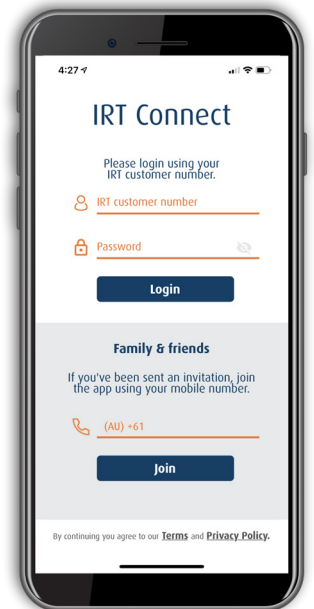 4:27
IRT Connect
Please login using your
IRT customer number.
IRT customer number
Password
Login
Family & friends
If you've been sent an invitation, join
the app using your mobile number.
(AU) +61
Join
By continuing you agree to our Terms and Privacy Policy.